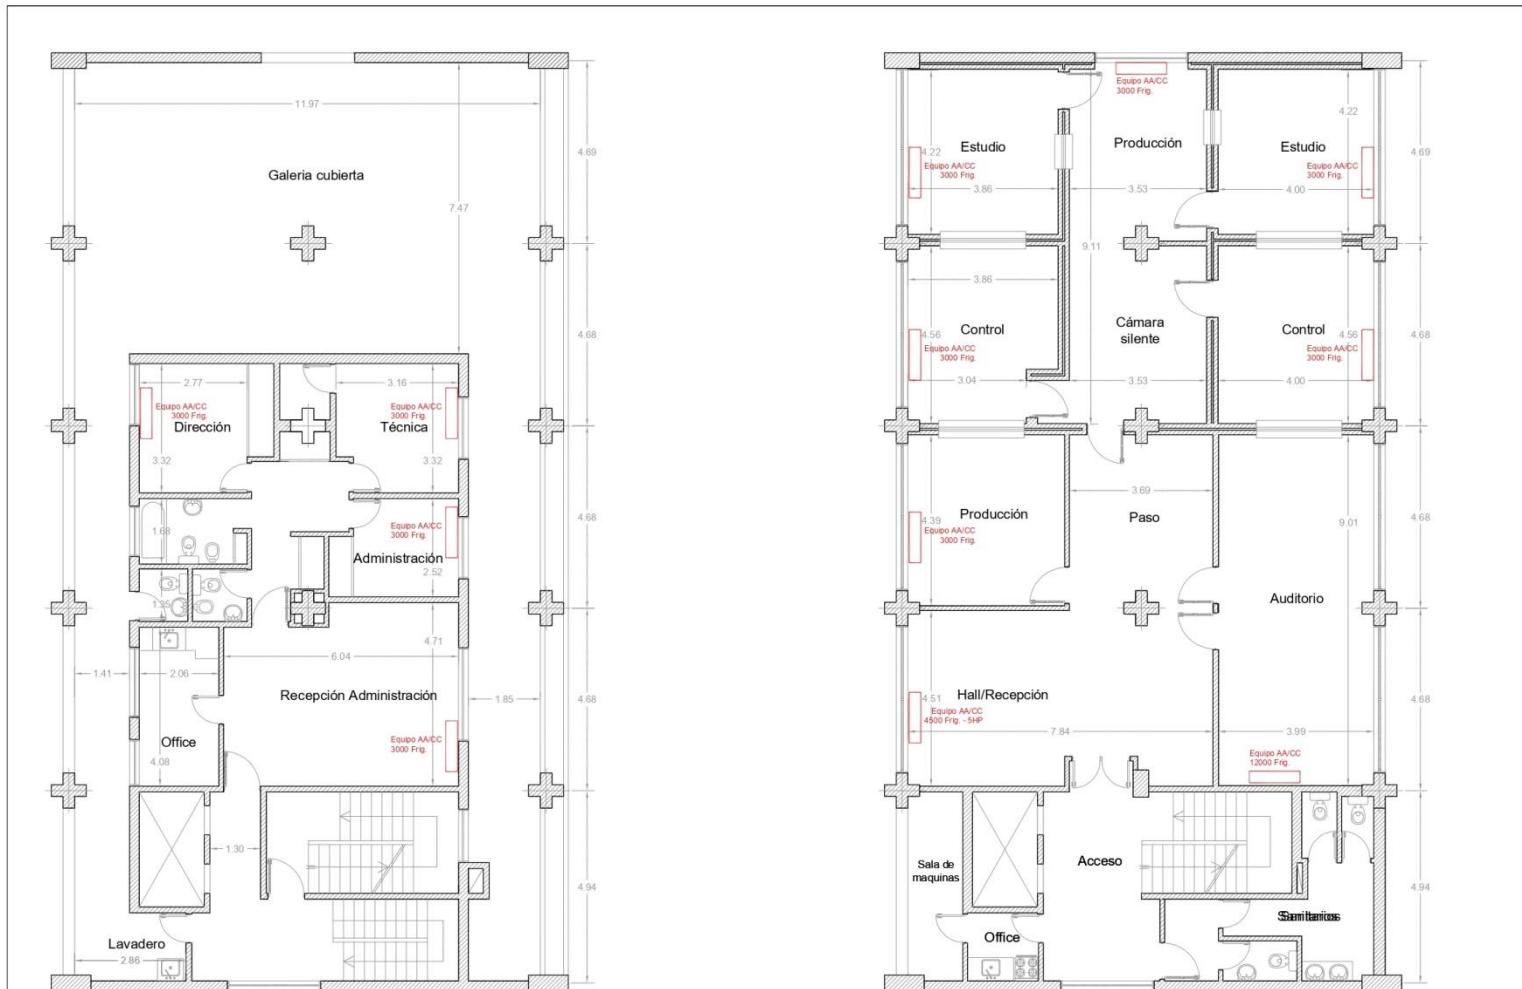 11.97
4.69
Galeria cubierta
7.47
4.68
2.77
3.16
Equipo AA/CC
3000 Frig.
Equipo AA/CC
3000 Frig.
Dirección
Técnica
3.32
3.32
4.68
1.68
Equipo AA/CC
3000 Frig.
Administración
2.52
1.35
4.71
6.04
1.41
2.06
Recepción Administración
1.85
4.68
Equipo AA/CC
3000 Frig.
Office
4.08
1.30
4.94
Lavadero
2.86
Equipo AA/CC
3000 Frig.
4.22
Estudio
Producción
Estudio
4.22
4.69
Equipo AA/CC
3000 Frig.
Equipo AA/CC
3000 Frig.
3.86
3.53
4.00
9.11
3.86
Control
Cámara
silente
Control
4.56
4.56
4.68
Equipo AA/CC
3000 Frig.
Equipo AA/CC
3000 Frig.
3.04
3.53
4.00
3.69
Producción
Paso
4.39
9.01
4.68
Equipo AA/CC
3000 Frig.
Auditorio
Hall/Recepción
4.51
4.68
Equipo AA/CC
4500 Frig. - 5HP
7.84
3.99
Equipo AA/CC
12000 Frig.
Sala de
maquinas
Acceso
4.94
Sanitarios
Office